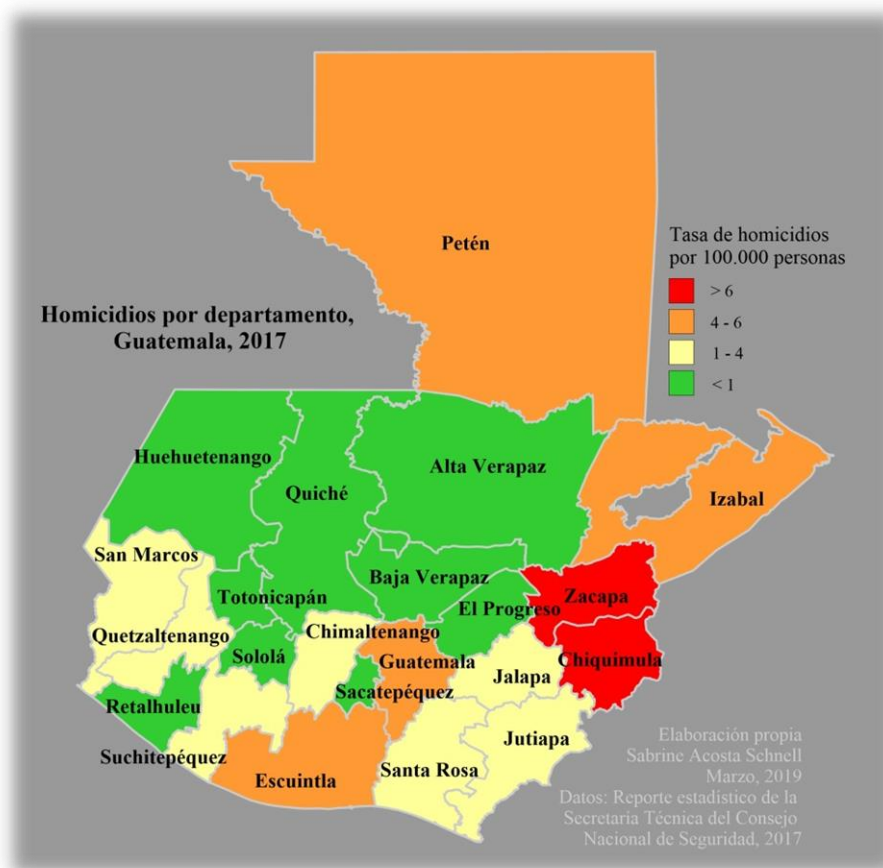 Petén
Tasa de homicidios
por 100.000 personas
> 6
4 - 6
1 - 4
< 1
Homicidios por departamento,
Guatemala, 2017
Huehuetenango
Quiché
Alta Verapaz
Izabal
San Marcos
Totonicapán
Baja Verapaz
El Progreso
Zacapa
Quetzaltenango
Sololá
Chimaltenango
Guatemala
Chiquimula
Retalhuleu
Sacatepéquez
Jalapa
Suchitepéquez
Escuintla
Santa Rosa
Jutiapa
Elaboración propia
Sabrine Acosta Schnell
Marzo, 2019
Datos: Reporte estadístico de la
Secretaría Técnica del Consejo
Nacional de Seguridad, 2017